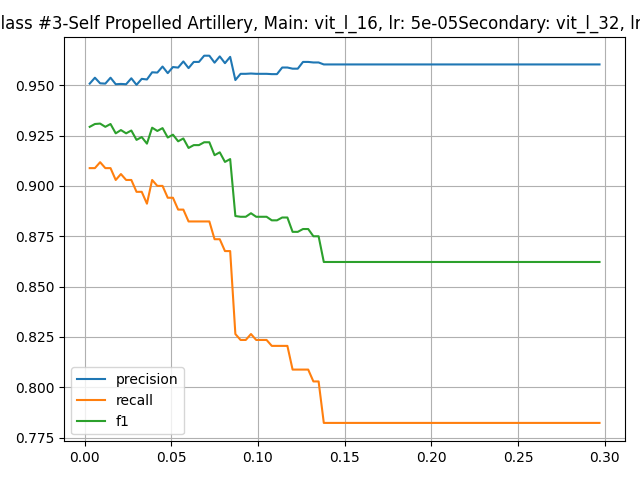 lass #3-Self Propelled Artillery, Main: vit_l_16, lr: 5e-05Secondary: vit_l_32, lr
0.950
0.925
0.900
0.875
0.850
0.825
0.800
0.775
precision
recall
f1
0.00 0.05 0.10 0.15 0.20 0.25 0.30